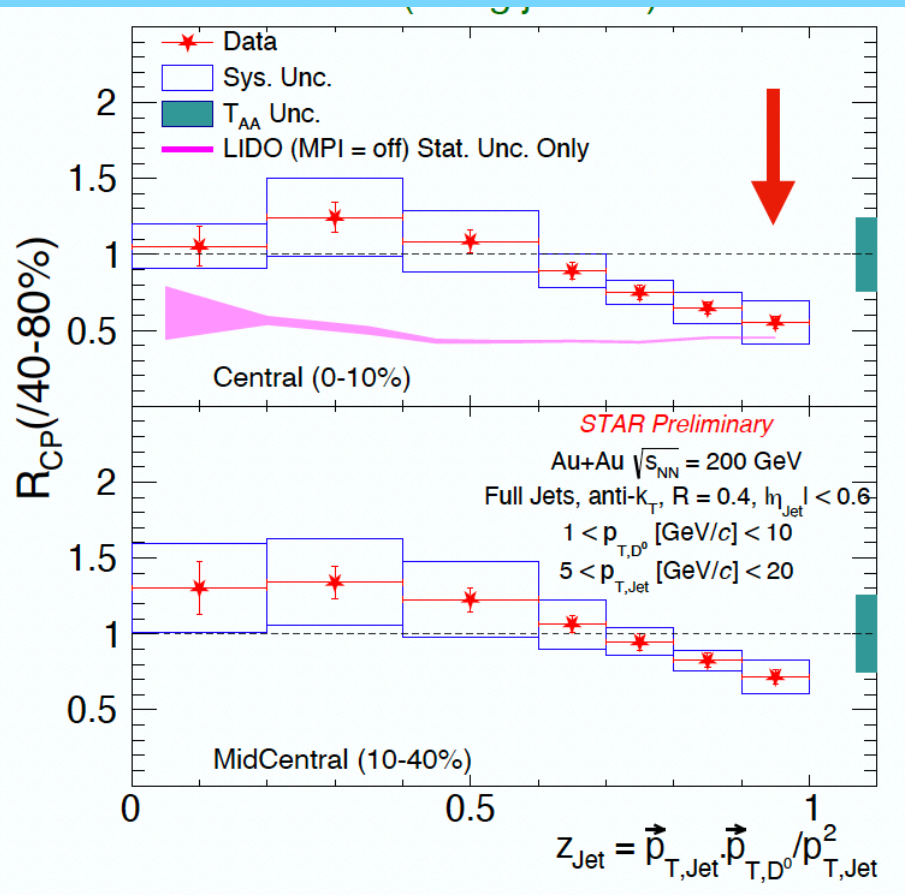 Data
Sys. Unc.
T_AA Unc.
LIDO (MPI = off) Stat. Unc. Only
2
1.5
1
0.5
Central (0-10%)
R_CP(/40-80%)
STAR Preliminary
Au+Au √s_NN = 200 GeV
Full Jets, anti-k_T, R = 0.4, |η_Jet| < 0.6
1 < p_T,D⁰ [GeV/c] < 10
5 < p_T,Jet [GeV/c] < 20
2
1.5
1
0.5
MidCentral (10-40%)
0 0.5 1
z_Jet = p⃗_T,Jet.p⃗_T,D⁰/p²_T,Jet